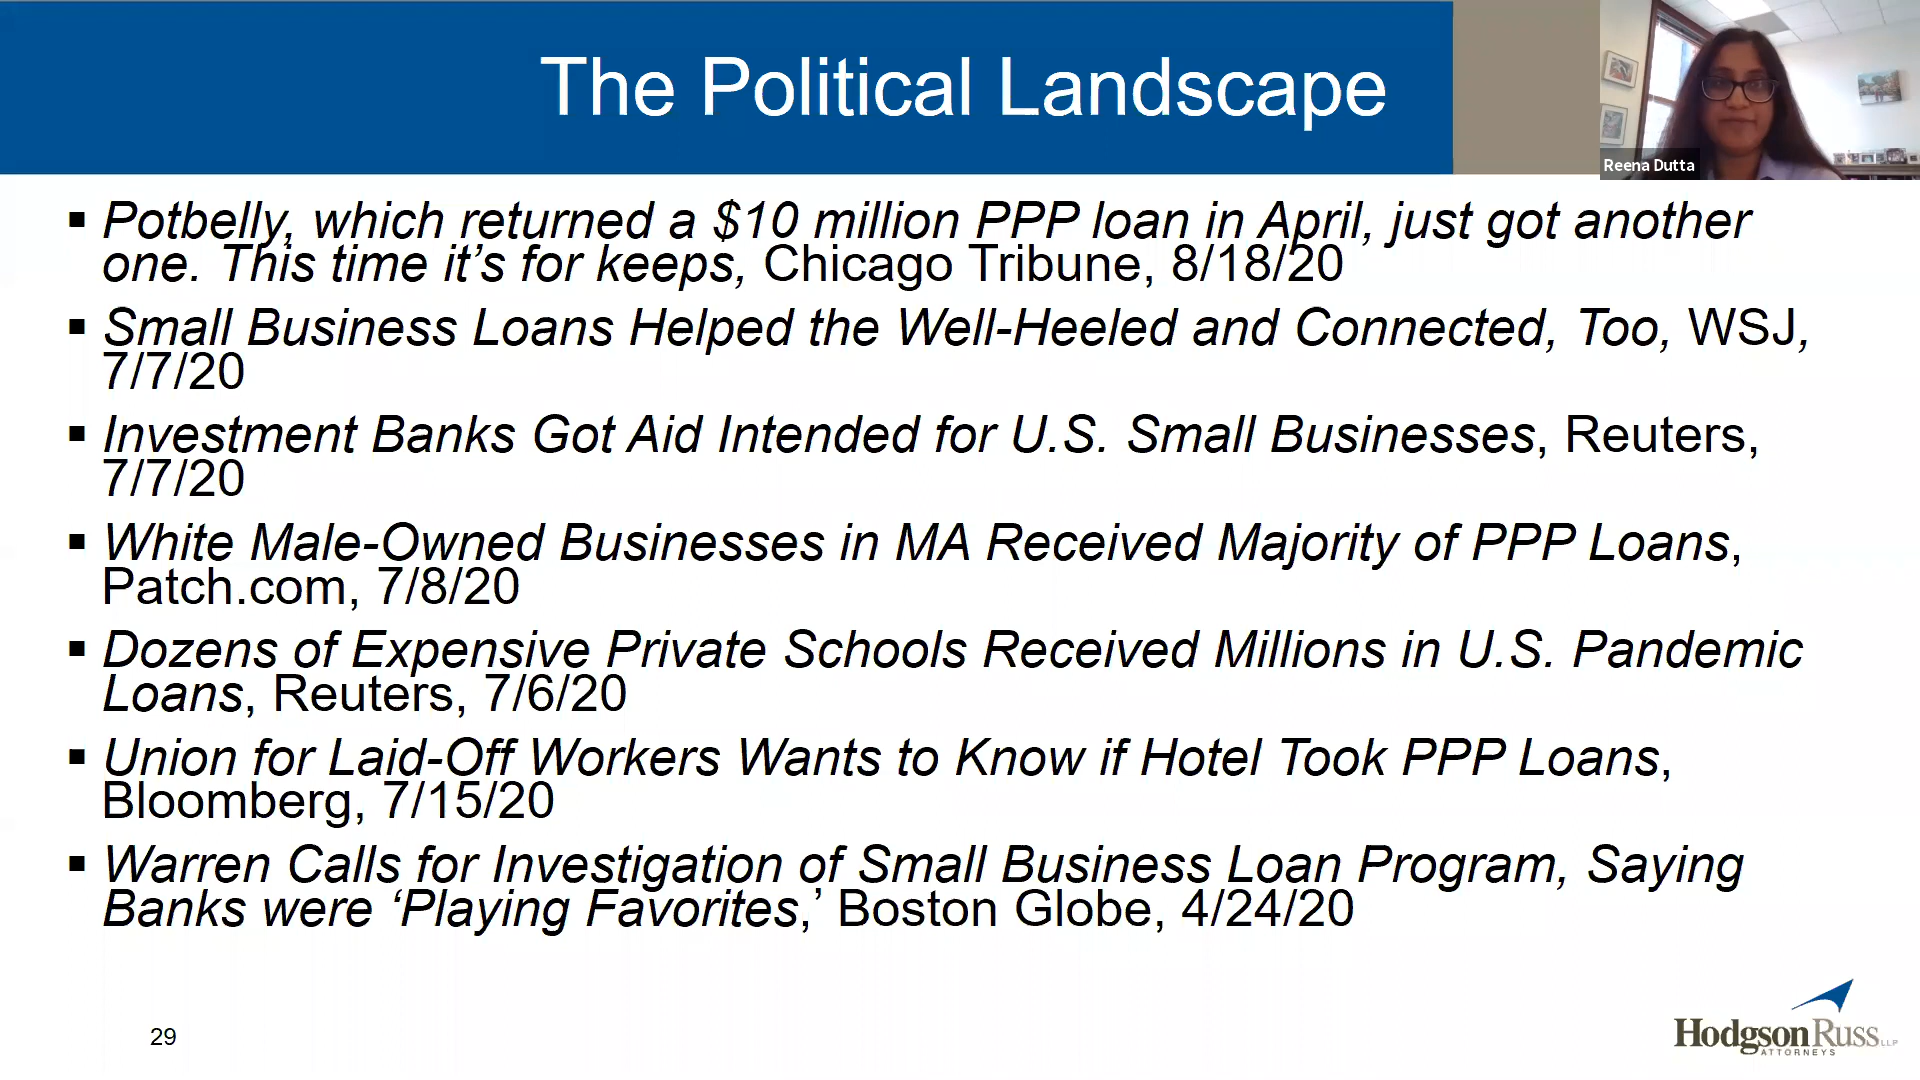 The Political Landscape
Reena Dutta
▪ Potbelly, which returned a $10 million PPP loan in April, just got another
one. This time it’s for keeps, Chicago Tribune, 8/18/20
▪ Small Business Loans Helped the Well-Heeled and Connected, Too, WSJ,
7/7/20
▪ Investment Banks Got Aid Intended for U.S. Small Businesses, Reuters,
7/7/20
▪ White Male-Owned Businesses in MA Received Majority of PPP Loans,
Patch.com, 7/8/20
▪ Dozens of Expensive Private Schools Received Millions in U.S. Pandemic
Loans, Reuters, 7/6/20
▪ Union for Laid-Off Workers Wants to Know if Hotel Took PPP Loans,
Bloomberg, 7/15/20
▪ Warren Calls for Investigation of Small Business Loan Program, Saying
Banks were ‘Playing Favorites,’ Boston Globe, 4/24/20
29
HodgsonRuss LLP
ATTORNEYS